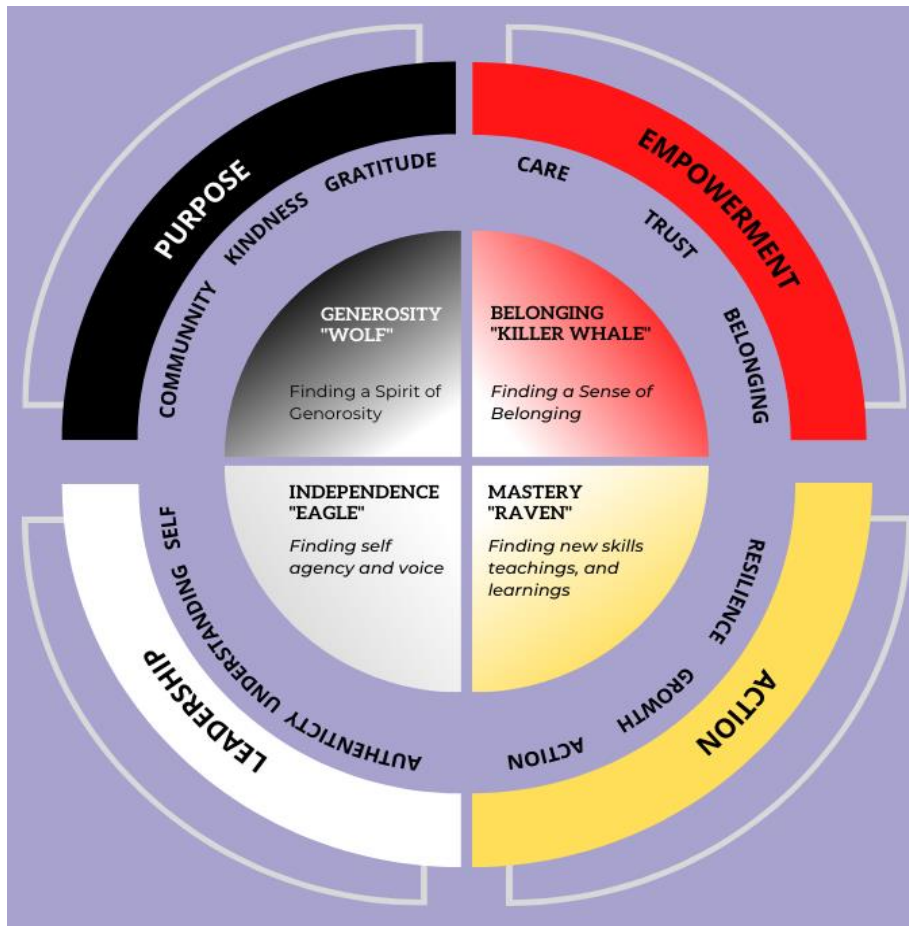 PURPOSE
COMMUNNITY KINDNESS GRATITUDE
EMPOWERMENT
CARE TRUST BELONGING
GENEROSITY
"WOLF"
Finding a Spirit of
Genorosity
BELONGING
"KILLER WHALE"
Finding a Sense of
Belonging
INDEPENDENCE
"EAGLE"
Finding self
agency and voice
MASTERY
"RAVEN"
Finding new skills
teachings, and
learnings
LEADERSHIP
AUTHENTICTY UNDERSTANDING SELF
ACTION
RESILIENCE GROWTH ACTION